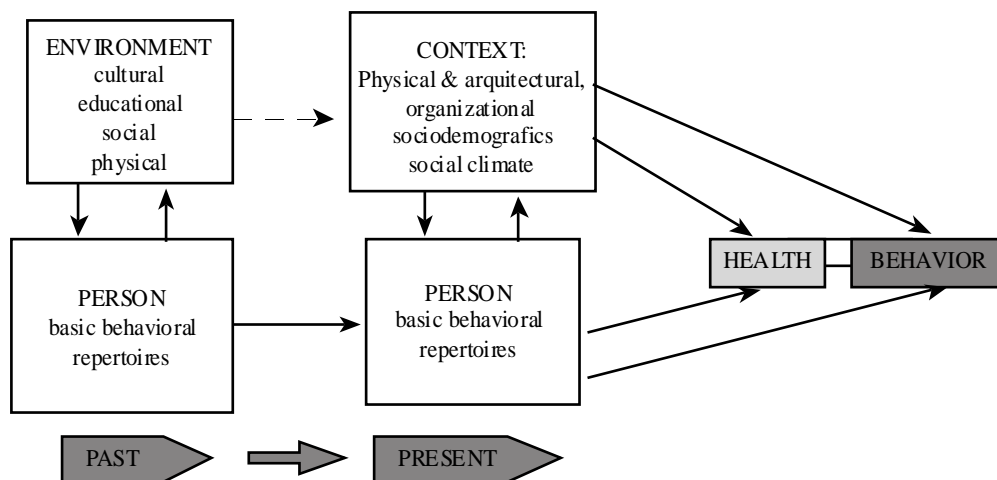 ENVIRONMENT
cultural
educational
social
physical
CONTEXT:
Physical & arquitectural,
organizational
sociodemografics
social climate
PERSON
basic behavioral
repertoires
PERSON
basic behavioral
repertoires
HEALTH
BEHAVIOR
PAST
PRESENT